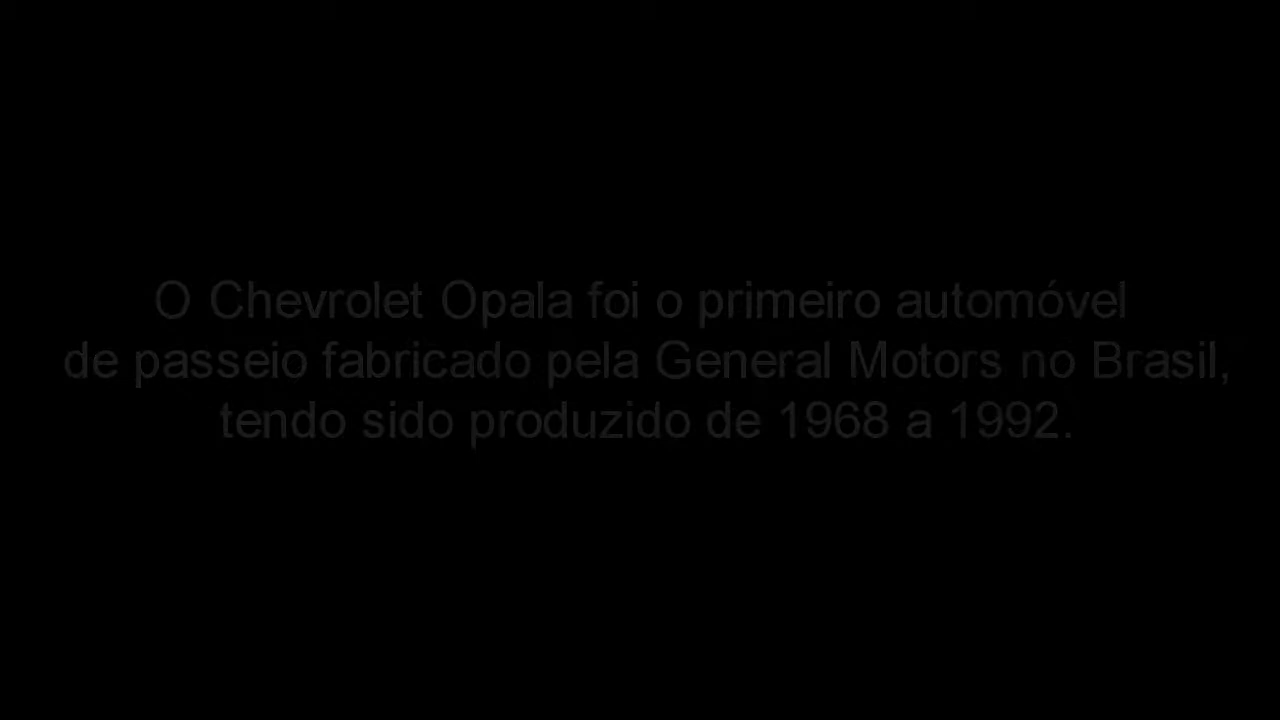 O Chevrolet Opala foi o primeiro automóvel
de passeio fabricado pela General Motors no Brasil,
tendo sido produzido de 1968 a 1992.